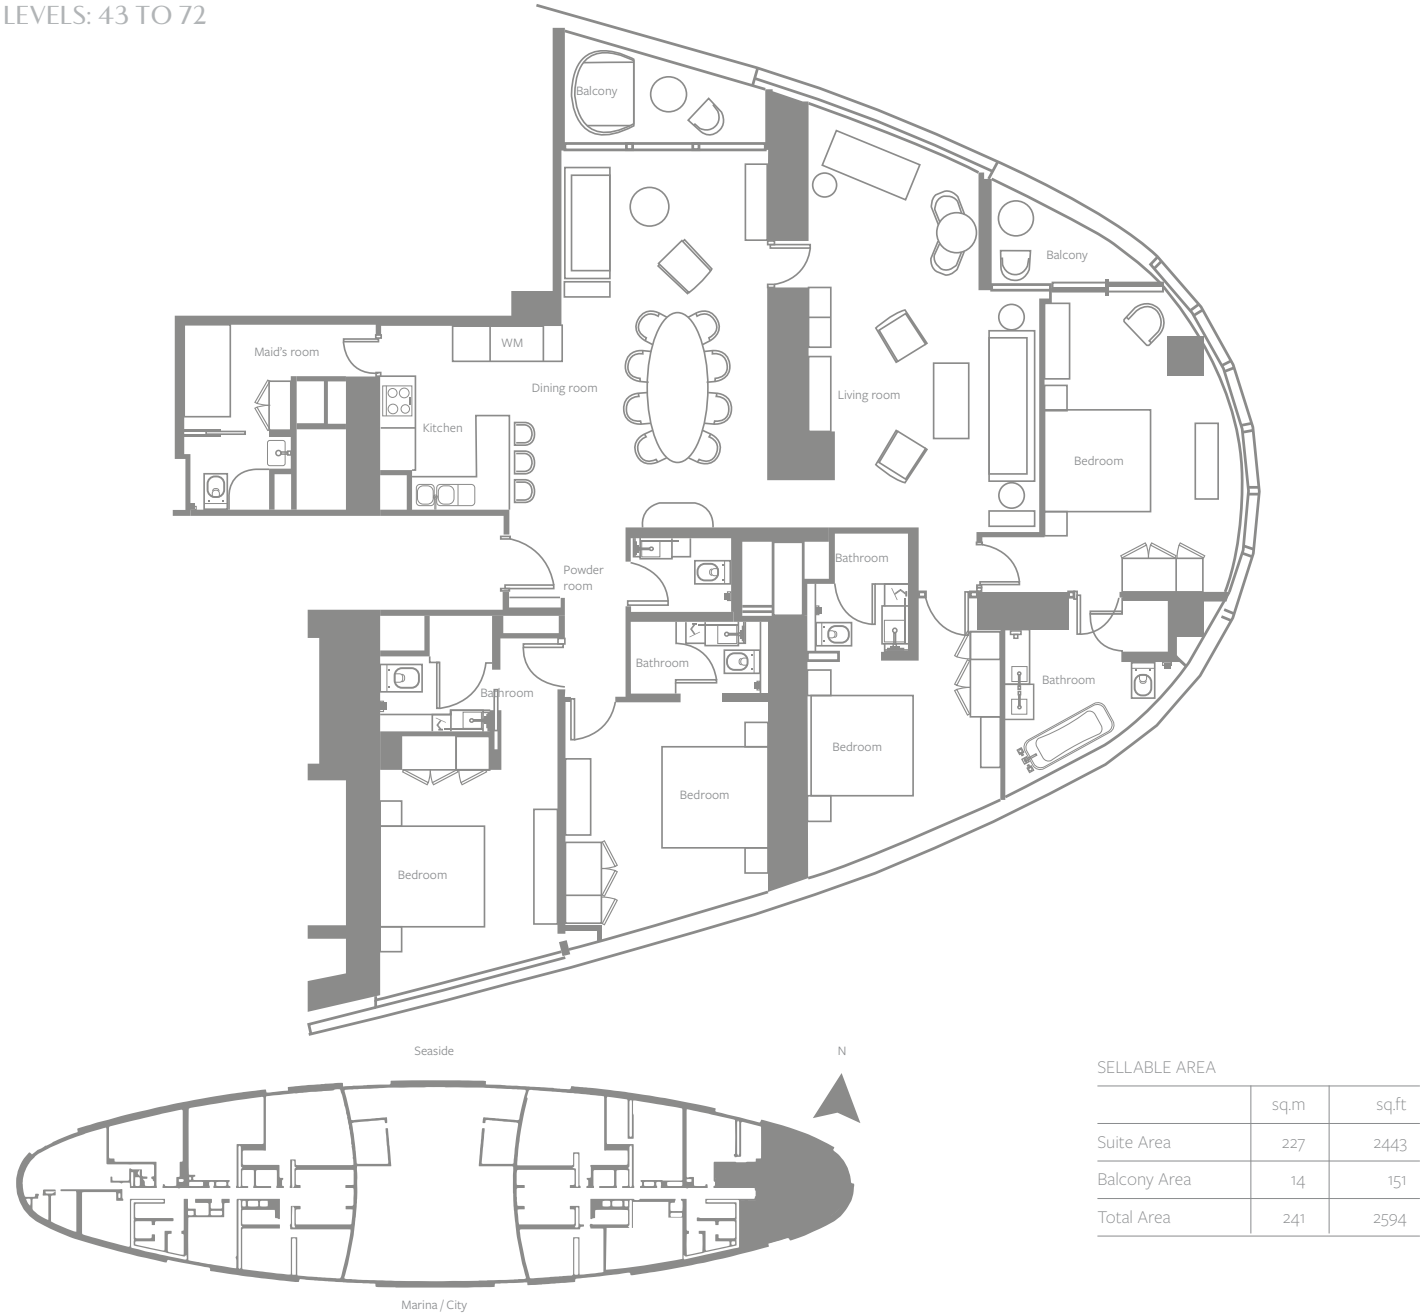 LEVELS: 43 TO 72
Balcony
Balcony
Maid's room
WM
Dining room
Living room
Kitchen
Bedroom
Powder
room
Bathroom
Bathroom
Bathroom
Bathroom
Bedroom
Bedroom
Bedroom
Seaside
N
Marina / City
SELLABLE AREA
sq.m sq.ft
Suite Area 227 2443
Balcony Area 14 151
Total Area 241 2594